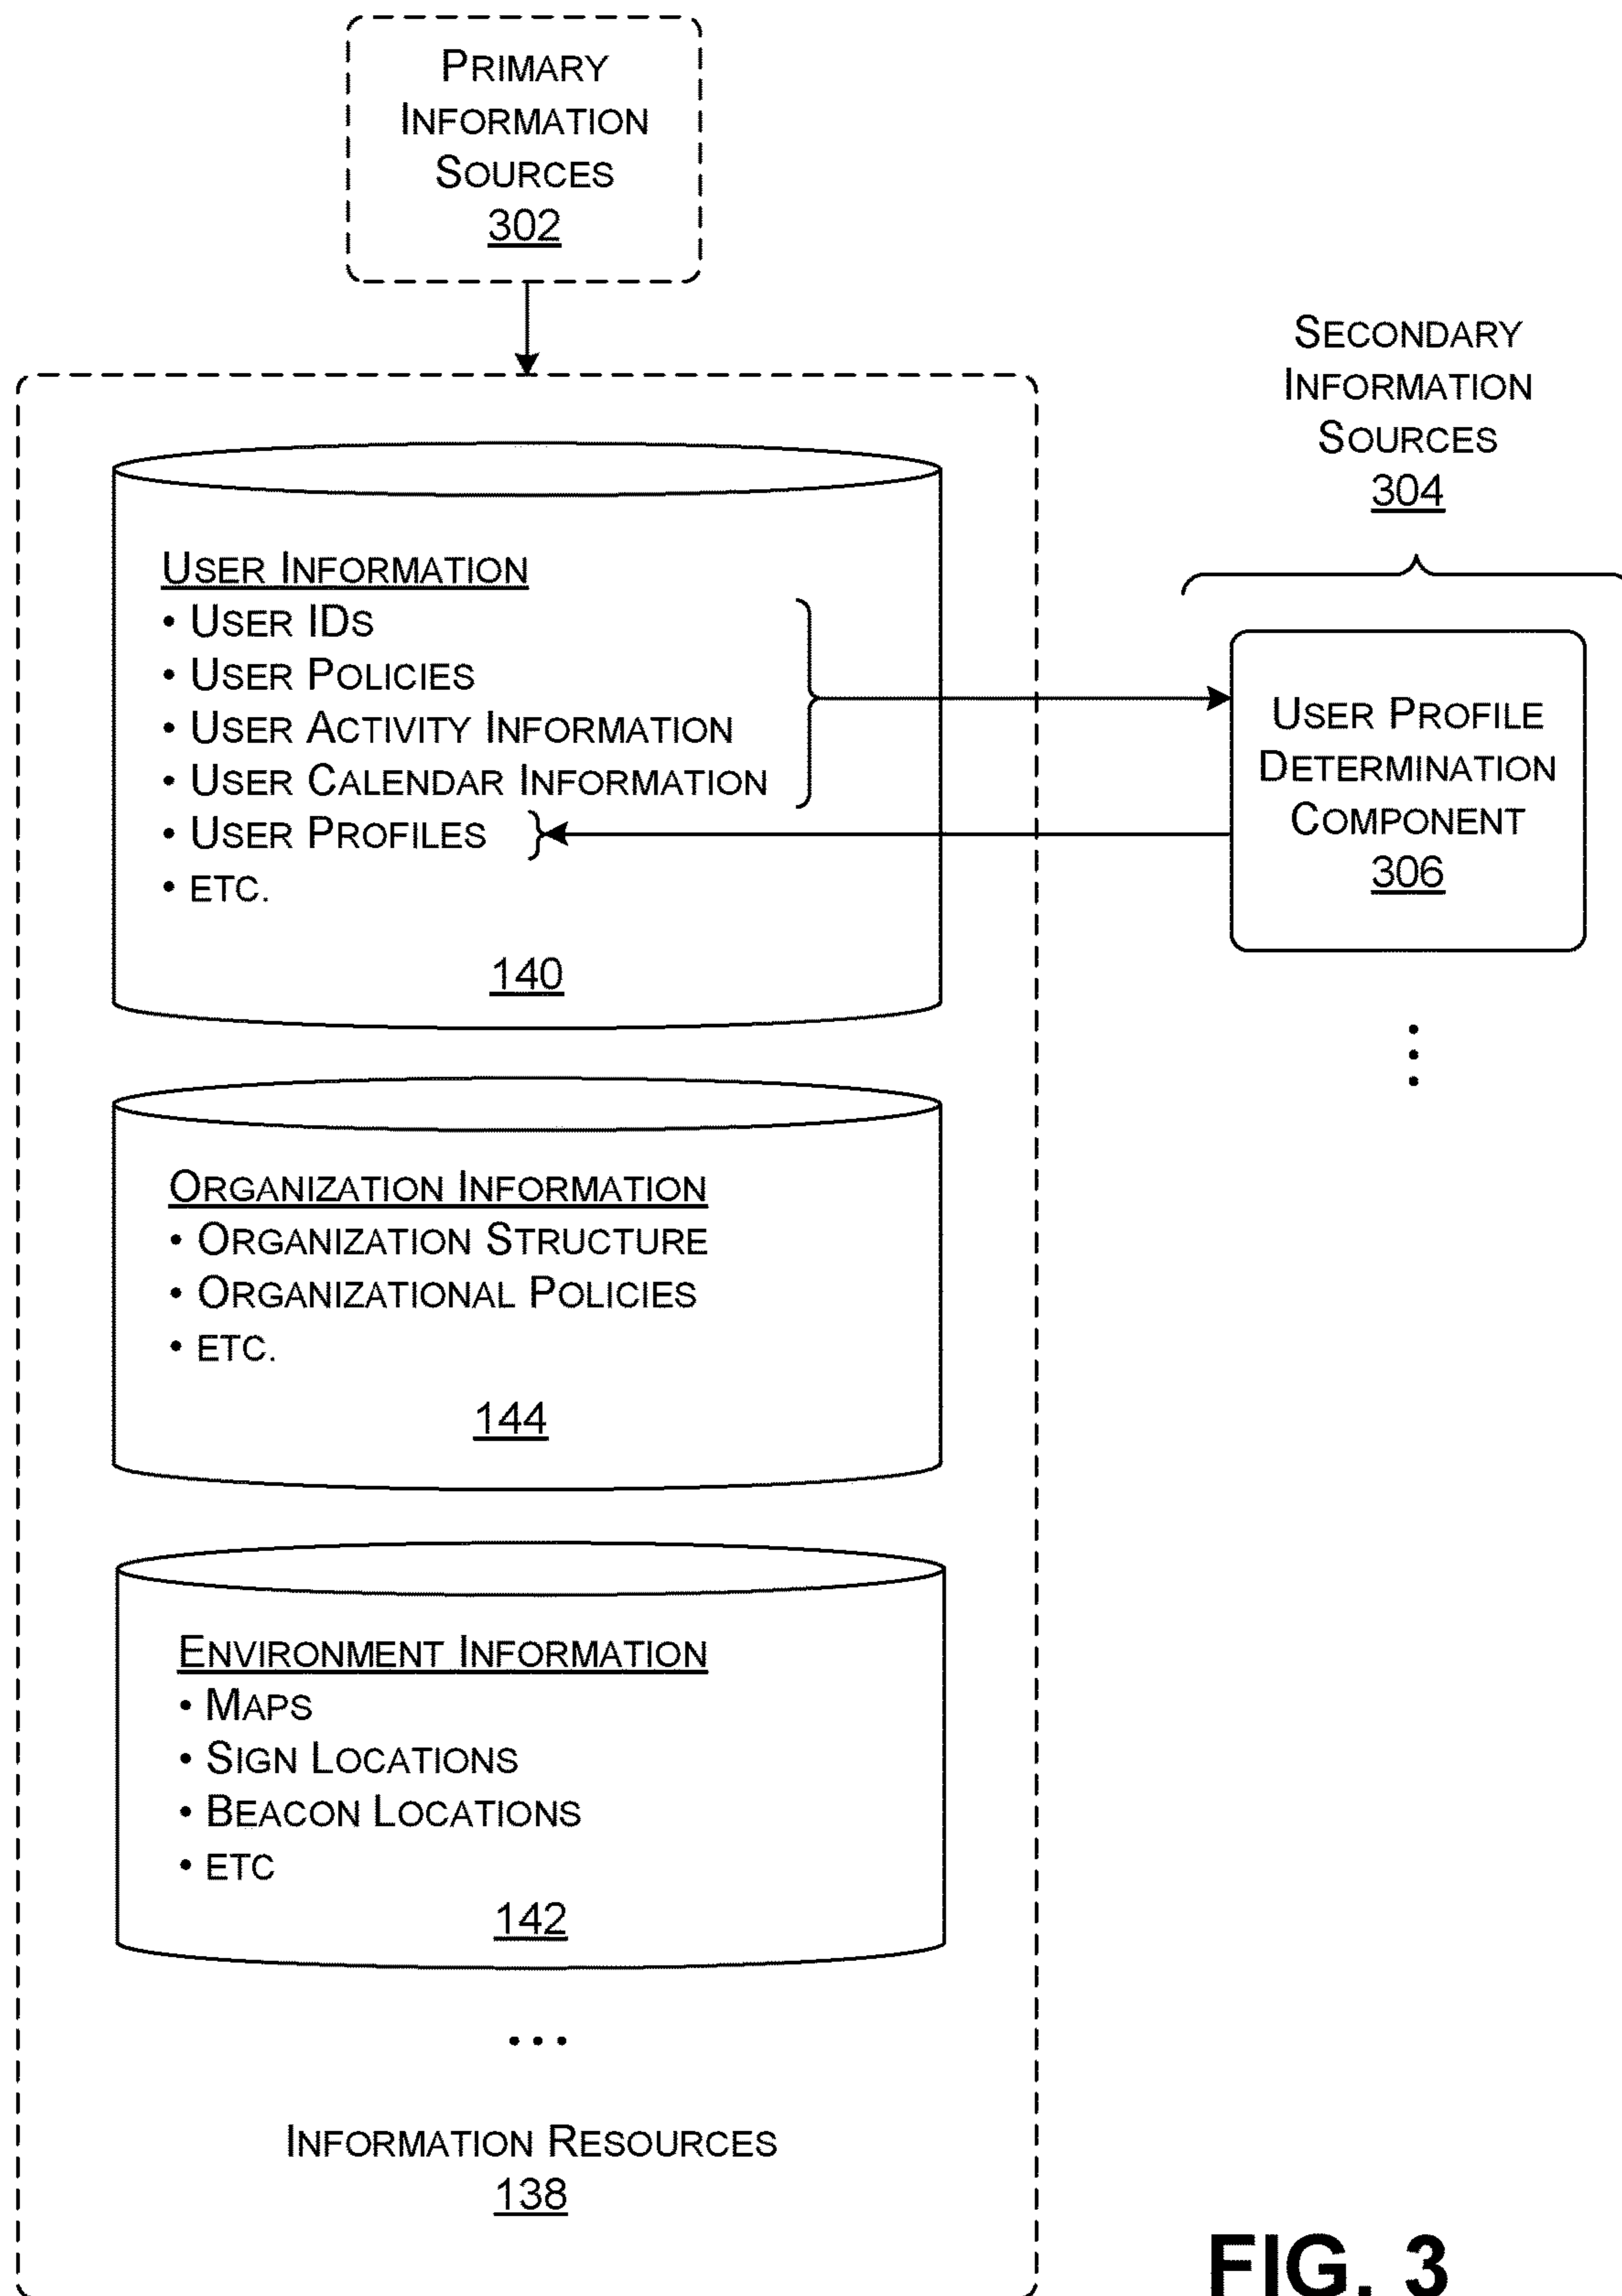 PRIMARY
INFORMATION
SOURCES
302
SECONDARY
INFORMATION
SOURCES
304
USER INFORMATION
• USER IDS
• USER POLICIES
• USER ACTIVITY INFORMATION
• USER CALENDAR INFORMATION
• USER PROFILES
• ETC.
140
USER PROFILE
DETERMINATION
COMPONENT
306
ORGANIZATION INFORMATION
• ORGANIZATION STRUCTURE
• ORGANIZATIONAL POLICIES
• ETC.
144
ENVIRONMENT INFORMATION
• MAPS
• SIGN LOCATIONS
• BEACON LOCATIONS
• ETC
142
...
INFORMATION RESOURCES
138
FIG. 3